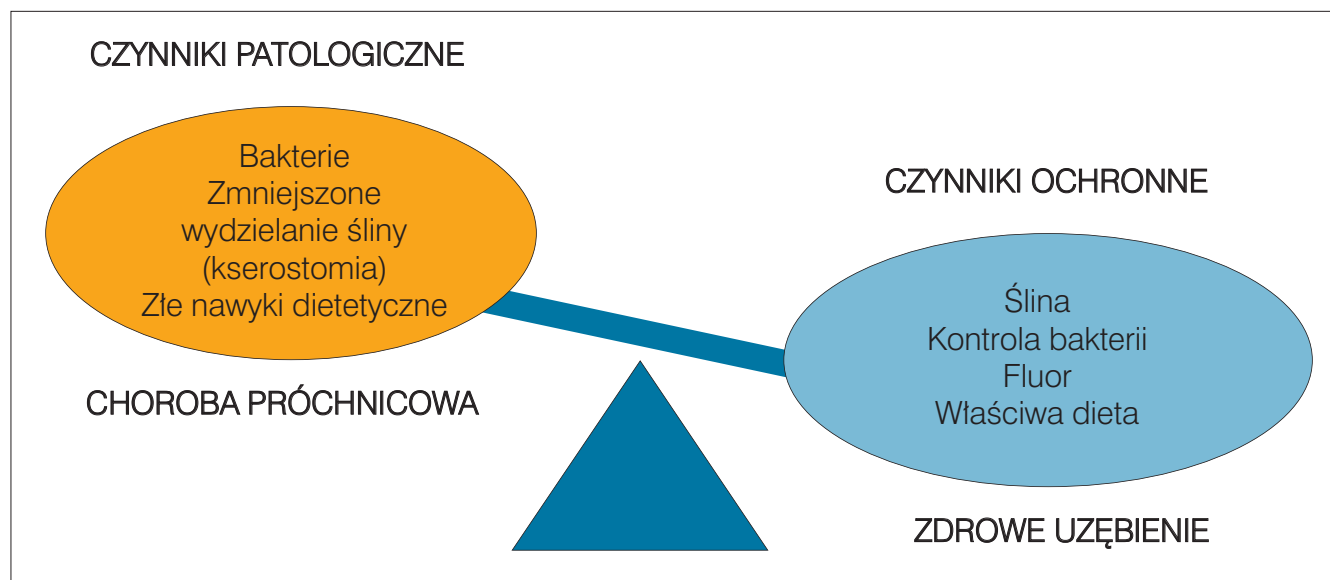 CZYNNIKI PATOLOGICZNE
Bakterie
Zmniejszone
wydzielanie śliny
(kserostomia)
Złe nawyki dietetyczne
CHOROBA PRÓCHNICOWA
CZYNNIKI OCHRONNE
Ślina
Kontrola bakterii
Fluor
Właściwa dieta
ZDROWE UZĘBIENIE